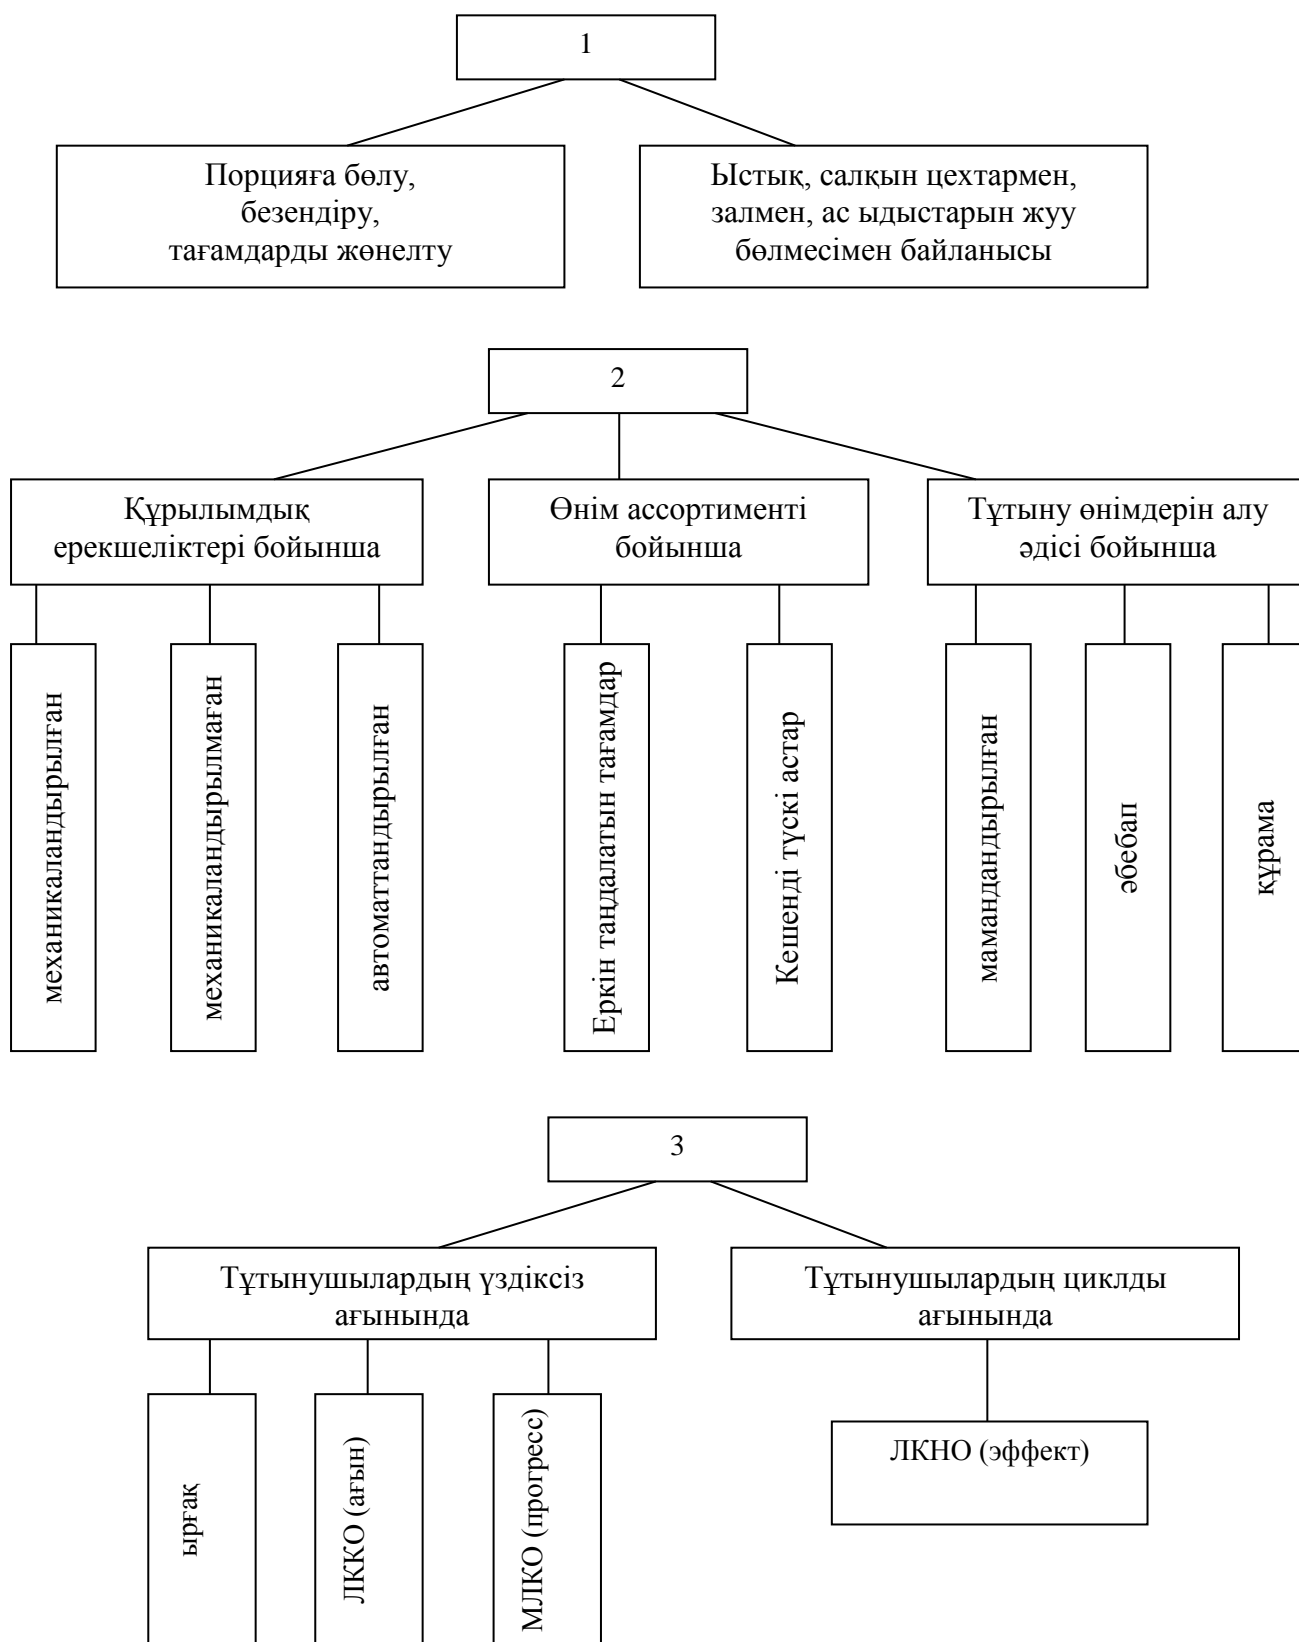 1
Порцияға бөлу,
безендіру,
тағамдарды жөнелту
Ыстық, салқын цехтармен,
залмен, ас ыдыстарын жуу
бөлмесімен байланысы
2
Құрылымдық
ерекшеліктері бойынша
Өнім ассортименті
бойынша
Тұтыну өнімдерін алу
әдісі бойынша
механикаландырылған
механикаландырылмаған
автоматтандырылған
Еркін таңдалатын тағамдар
Кешенді түскі астар
мамандандырылған
әбебап
құрама
3
Тұтынушылардың үздіксіз
ағынында
Тұтынушылардың циклды
ағынында
ырғақ
ЛККО (ағын)
МЛКО (прогресс)
ЛКНО (эффект)